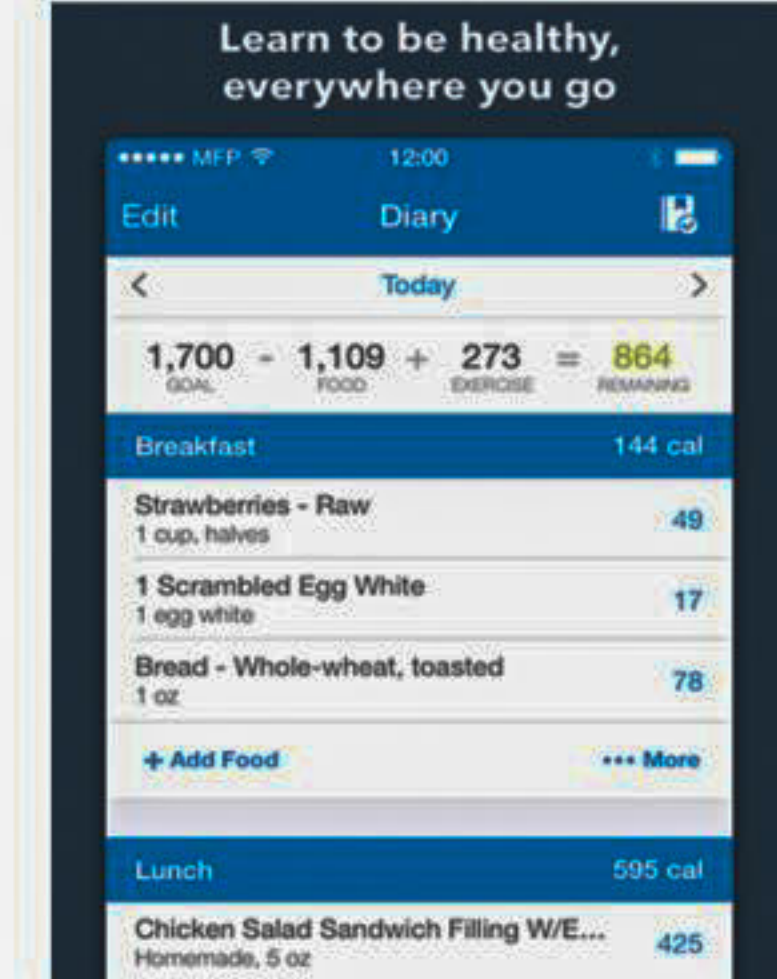 Learn to be healthy,
everywhere you go
MFP 12:00
Edit Diary
< Today >
1,700 - 1,109 + 273 = 864
GOAL FOOD EXERCISE REMAINING
Breakfast 144 cal
Strawberries - Raw 49
1 cup, halves
1 Scrambled Egg White 17
1 egg white
Bread - Whole-wheat, toasted 78
1 oz
+ Add Food ••• More
Lunch 595 cal
Chicken Salad Sandwich Filling W/E... 425
Homemade, 5 oz